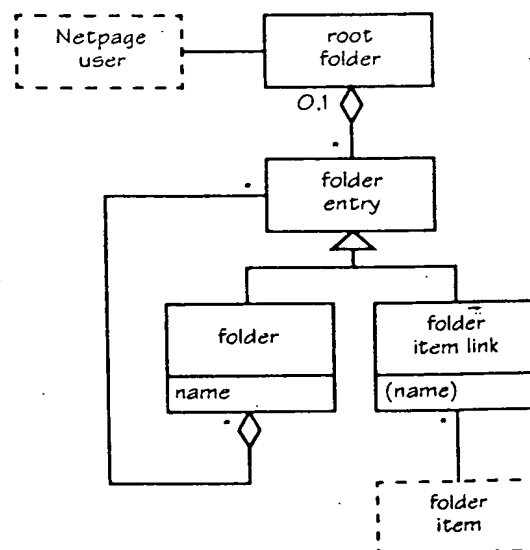 Netpage
user
root
folder
0,1
*
folder
entry
*
folder
name
*
folder
item link
(name)
*
folder
item